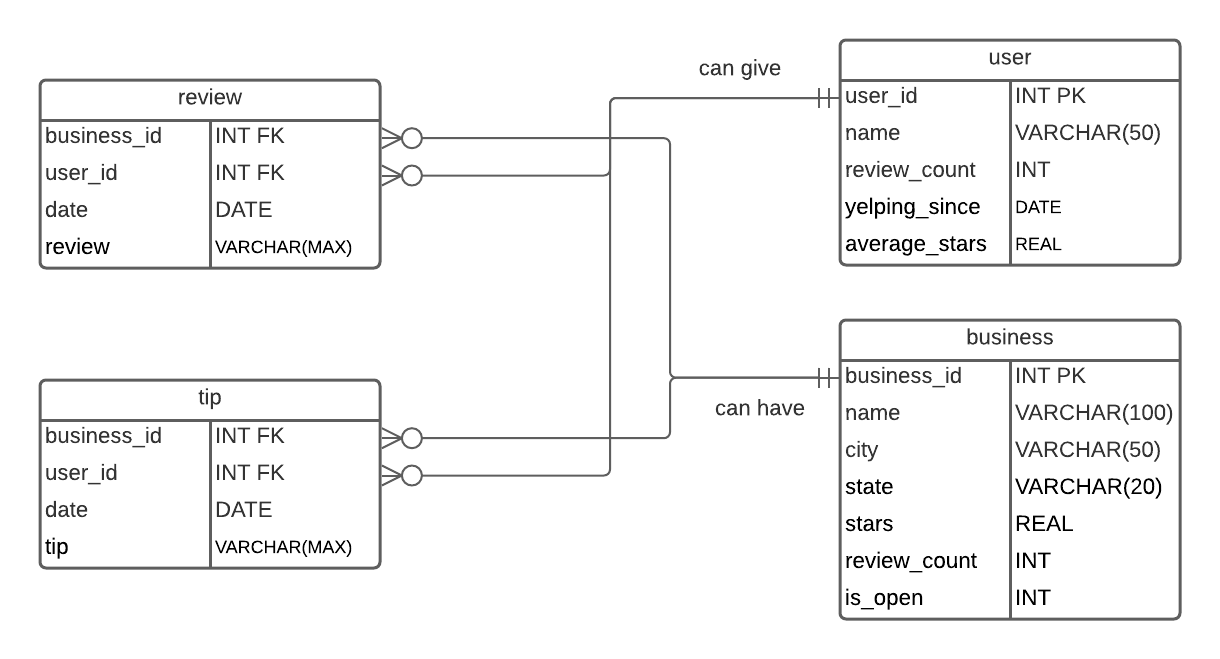 review
business_id INT FK
user_id INT FK
date DATE
review VARCHAR(MAX)
tip
business_id INT FK
user_id INT FK
date DATE
tip VARCHAR(MAX)
can give
can have
user
user_id INT PK
name VARCHAR(50)
review_count INT
yelping_since DATE
average_stars REAL
business
business_id INT PK
name VARCHAR(100)
city VARCHAR(50)
state VARCHAR(20)
stars REAL
review_count INT
is_open INT